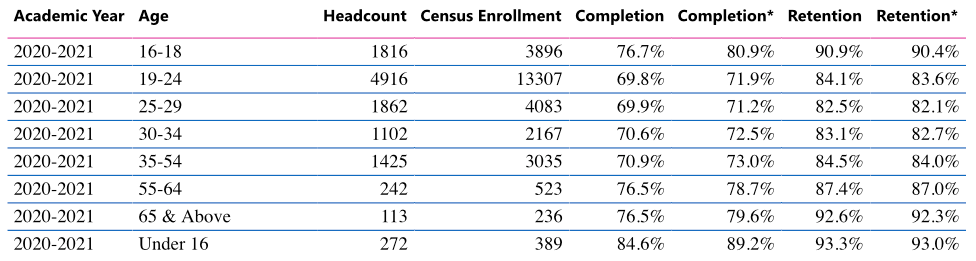 Academic Year Age Headcount Census Enrollment Completion Completion* Retention Retention*
2020-2021 16-18 1816 3896 76.7% 80.9% 90.9% 90.4%
2020-2021 19-24 4916 13307 69.8% 71.9% 84.1% 83.6%
2020-2021 25-29 1862 4083 69.9% 71.2% 82.5% 82.1%
2020-2021 30-34 1102 2167 70.6% 72.5% 83.1% 82.7%
2020-2021 35-54 1425 3035 70.9% 73.0% 84.5% 84.0%
2020-2021 55-64 242 523 76.5% 78.7% 87.4% 87.0%
2020-2021 65 & Above 113 236 76.5% 79.6% 92.6% 92.3%
2020-2021 Under 16 272 389 84.6% 89.2% 93.3% 93.0%